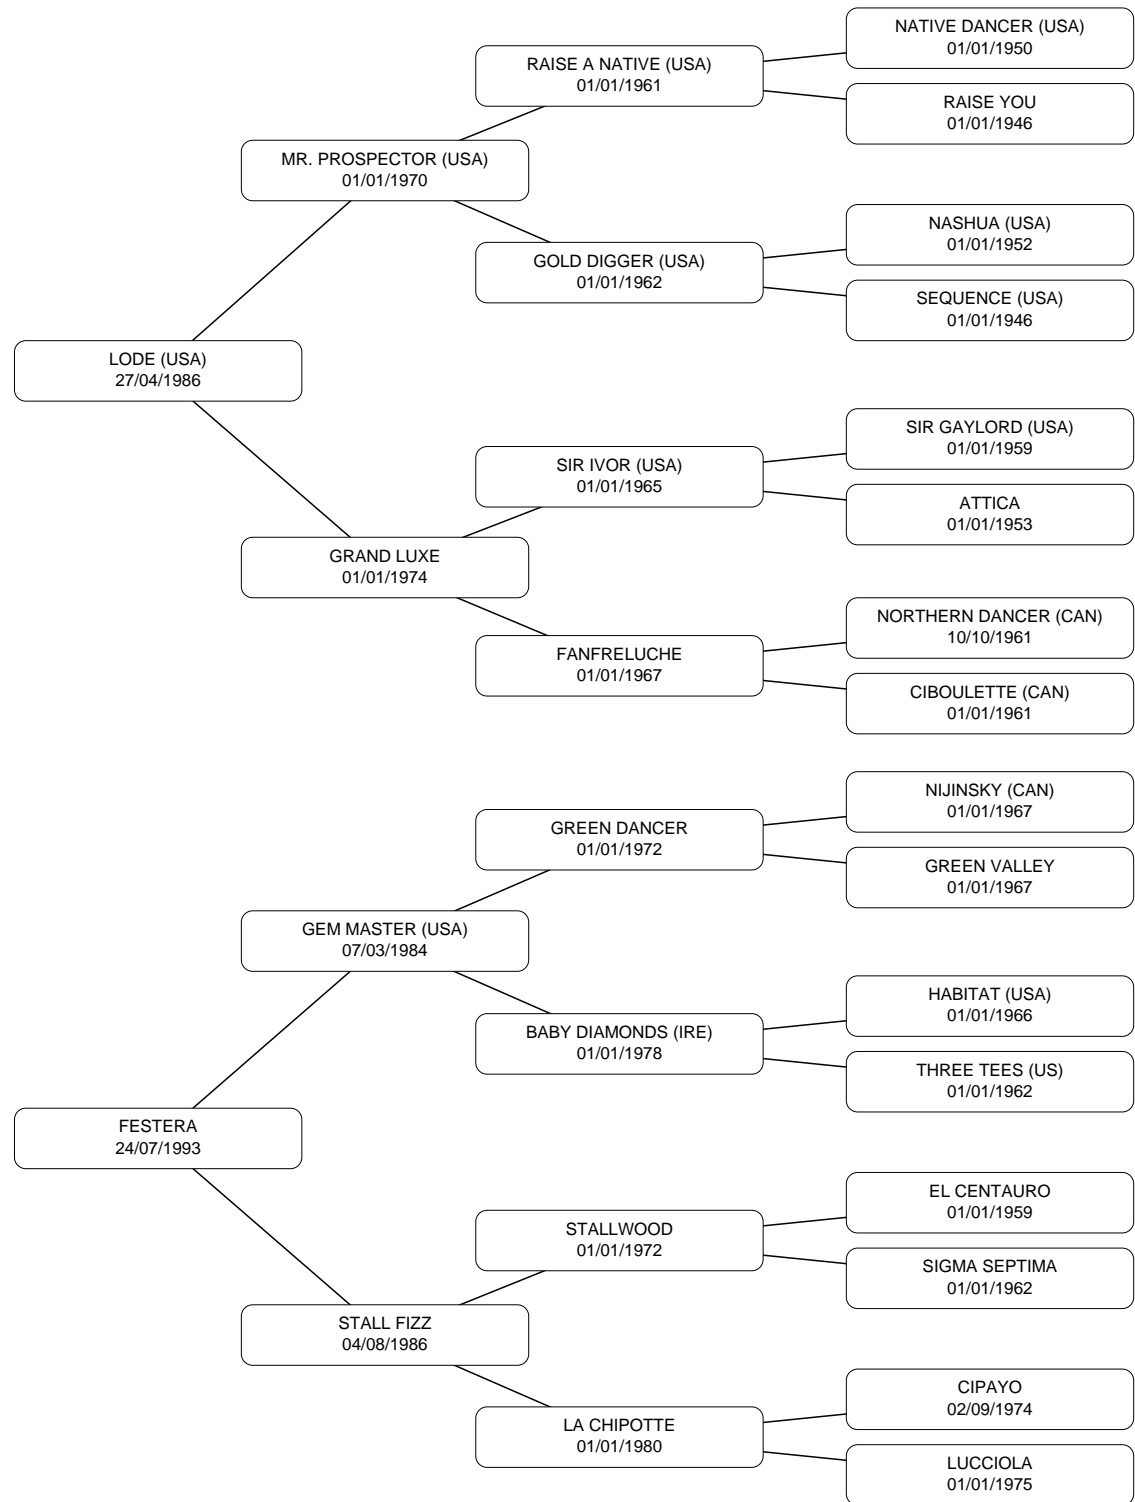 NATIVE DANCER (USA)
01/01/1950
RAISE A NATIVE (USA)
01/01/1961
RAISE YOU
01/01/1946
MR. PROSPECTOR (USA)
01/01/1970
NASHUA (USA)
01/01/1952
GOLD DIGGER (USA)
01/01/1962
SEQUENCE (USA)
01/01/1946
LODE (USA)
27/04/1986
SIR GAYLORD (USA)
01/01/1959
SIR IVOR (USA)
01/01/1965
ATTICA
01/01/1953
GRAND LUXE
01/01/1974
NORTHERN DANCER (CAN)
10/10/1961
FANFRELUCHE
01/01/1967
CIBOULETTE (CAN)
01/01/1961
NIJINSKY (CAN)
01/01/1967
GREEN DANCER
01/01/1972
GREEN VALLEY
01/01/1967
GEM MASTER (USA)
07/03/1984
HABITAT (USA)
01/01/1966
BABY DIAMONDS (IRE)
01/01/1978
THREE TEES (US)
01/01/1962
FESTERA
24/07/1993
EL CENTAURO
01/01/1959
STALLWOOD
01/01/1972
SIGMA SEPTIMA
01/01/1962
STALL FIZZ
04/08/1986
CIPAYO
02/09/1974
LA CHIPOTTE
01/01/1980
LUCCIOLA
01/01/1975